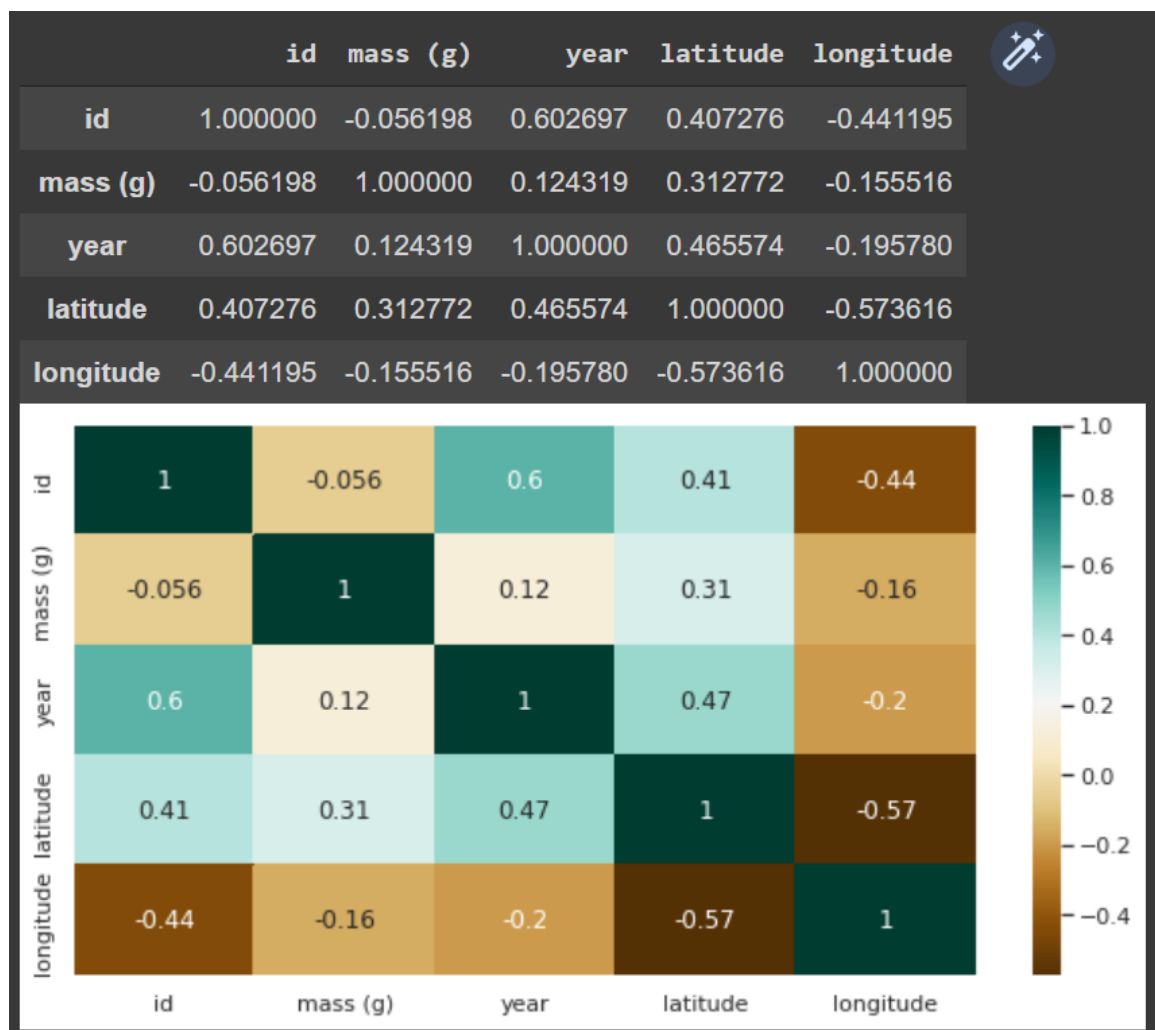 id mass (g) year latitude longitude
id 1.000000 -0.056198 0.602697 0.407276 -0.441195
mass (g) -0.056198 1.000000 0.124319 0.312772 -0.155516
year 0.602697 0.124319 1.000000 0.465574 -0.195780
latitude 0.407276 0.312772 0.465574 1.000000 -0.573616
longitude -0.441195 -0.155516 -0.195780 -0.573616 1.000000
id 1 -0.056 0.6 0.41 -0.44
mass (g) -0.056 1 0.12 0.31 -0.16
year 0.6 0.12 1 0.47 -0.2
latitude 0.41 0.31 0.47 1 -0.57
longitude -0.44 -0.16 -0.2 -0.57 1
id mass (g) year latitude longitude
1.0
0.8
0.6
0.4
0.2
0.0
−0.2
−0.4